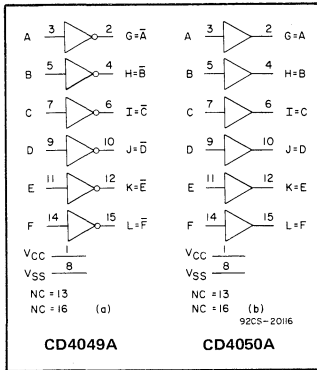 A 3 2 G=A̅ A 3 2 G=A
B 5 4 H=B̅ B 5 4 H=B
C 7 6 I=C̅ C 7 6 I=C
D 9 10 J=D̅ D 9 10 J=D
E 11 12 K=E̅ E 11 12 K=E
F 14 15 L=F̅ F 14 15 L=F
VCC 1 VCC 1
VSS 8 VSS 8
NC = 13 NC = 13
NC = 16 (a) NC = 16 (b)
92CS-20116
CD4049A CD4050A